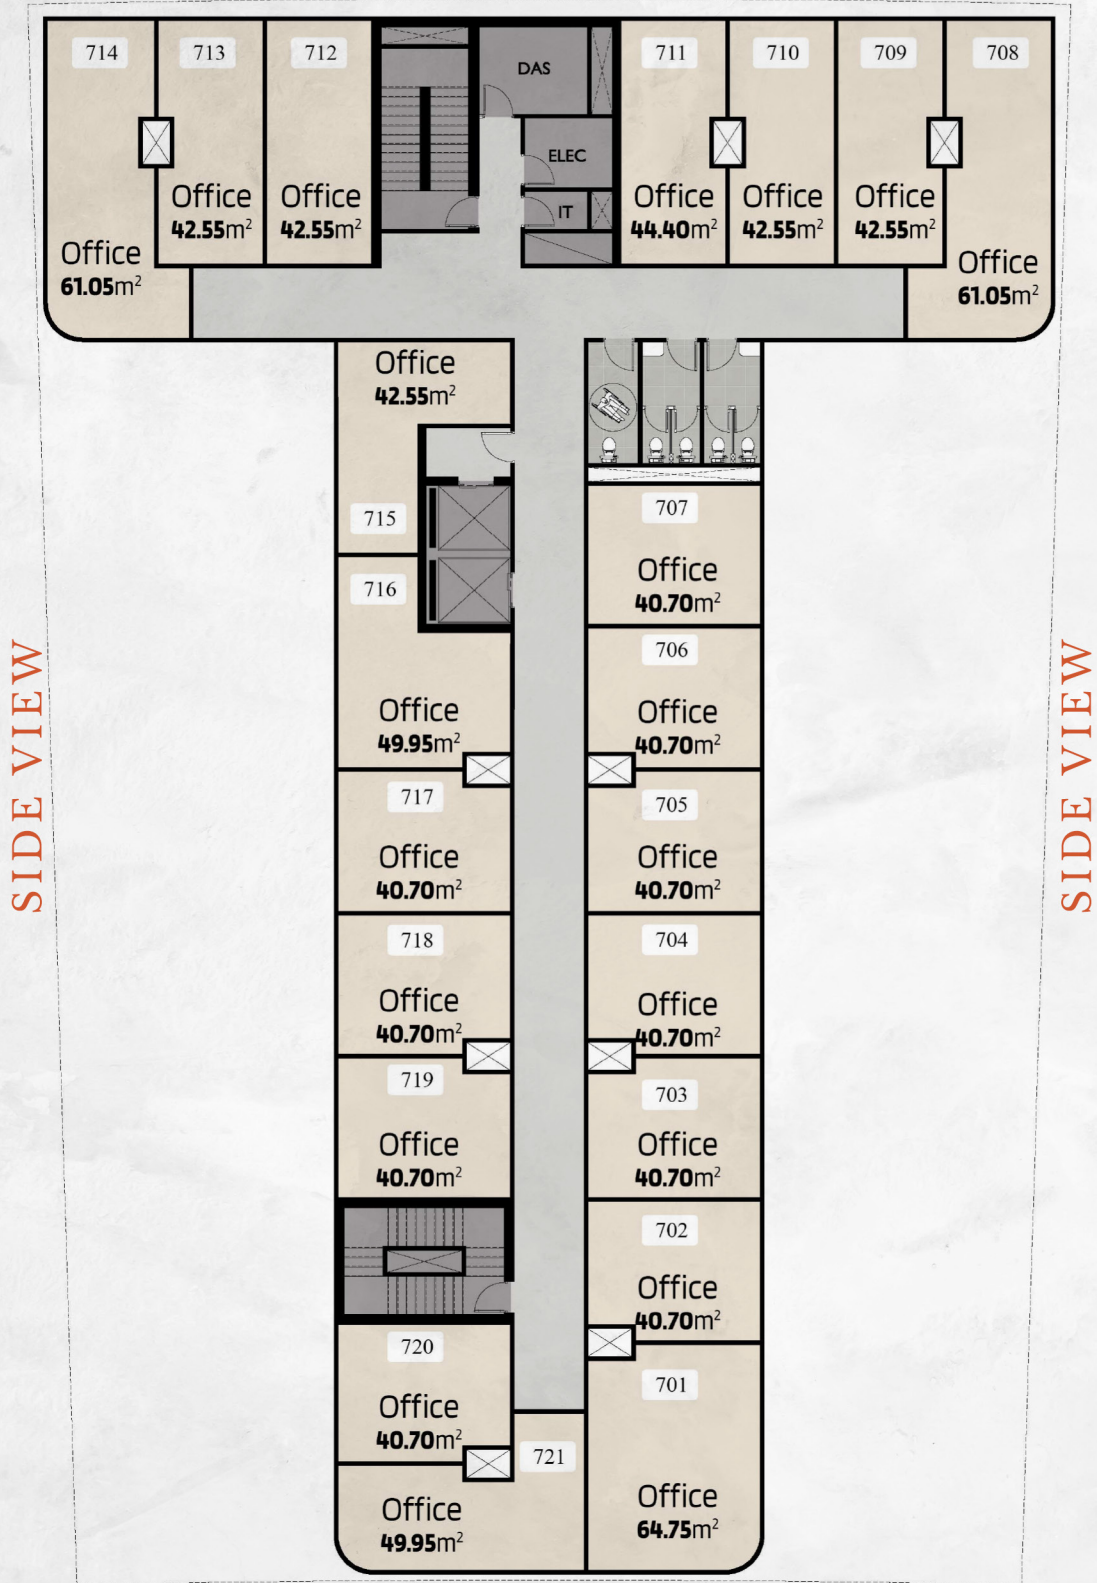 714
713
712
DAS
711
710
709
708
ELEC
IT
Office
61.05m²
Office
42.55m²
Office
42.55m²
Office
44.40m²
Office
42.55m²
Office
42.55m²
Office
61.05m²
Office
42.55m²
715
707
Office
40.70m²
716
Office
49.95m²
706
Office
40.70m²
717
Office
40.70m²
705
Office
40.70m²
718
Office
40.70m²
704
Office
40.70m²
719
Office
40.70m²
703
Office
40.70m²
702
Office
40.70m²
720
Office
40.70m²
701
Office
64.75m²
721
Office
49.95m²
SIDE VIEW
SIDE VIEW